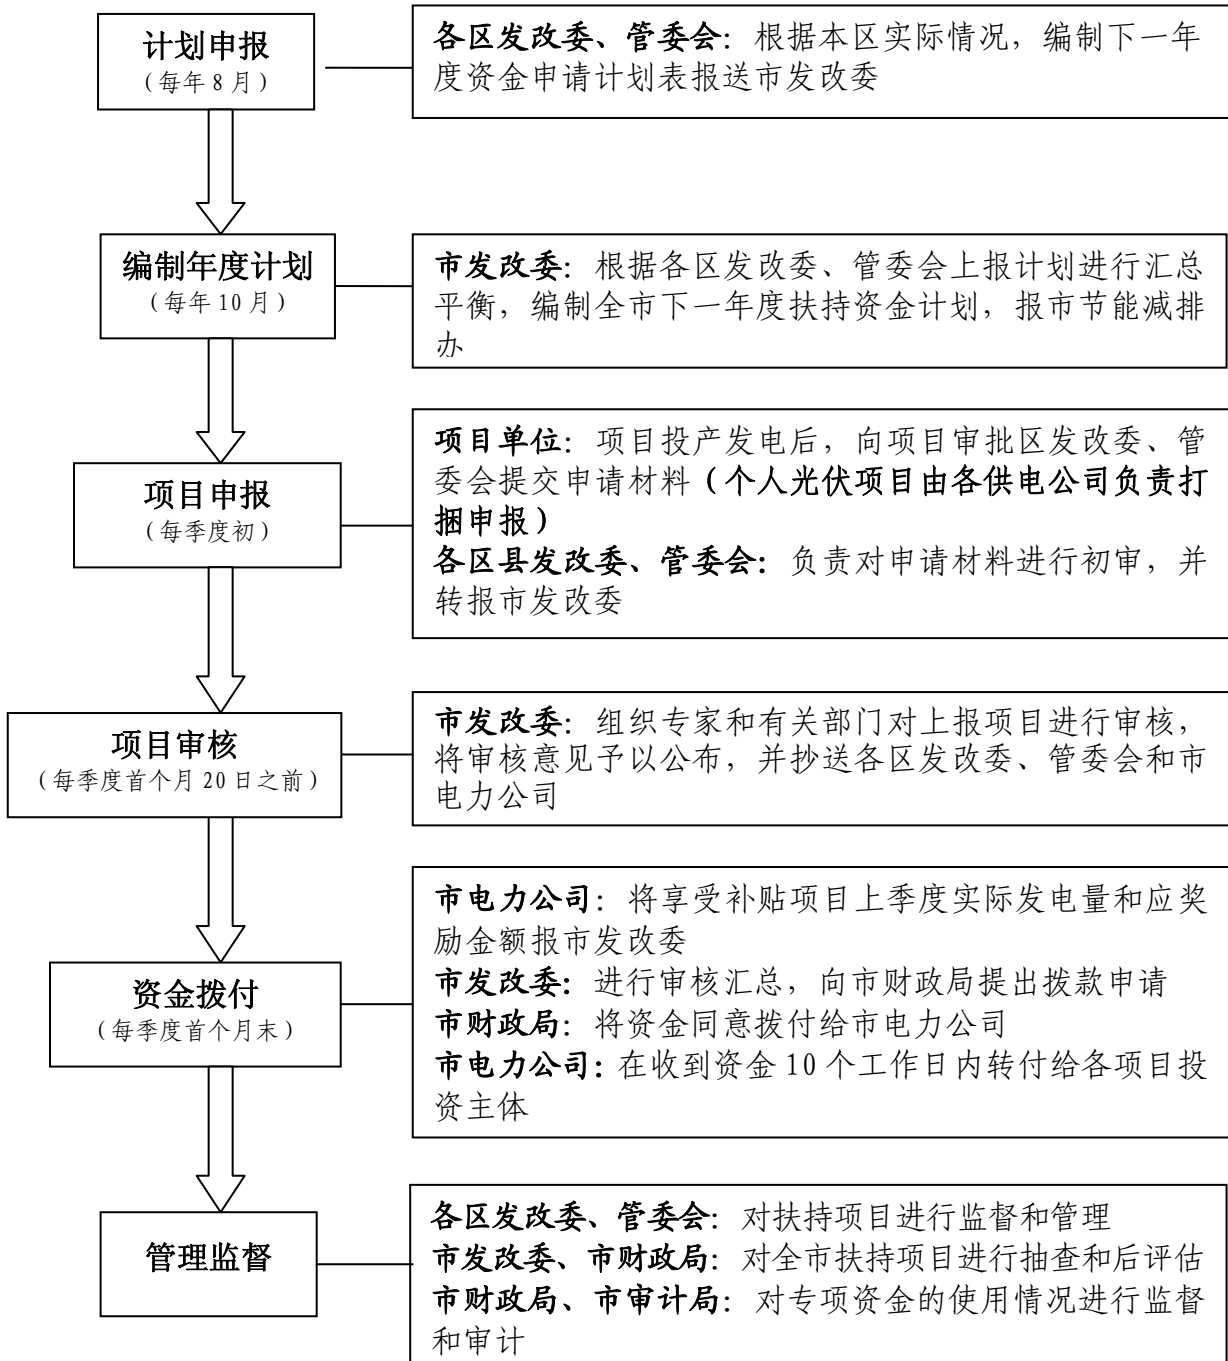 计划申报
（每年 8 月）
各区发改委、管委会：根据本区实际情况，编制下一年
度资金申请计划表报送市发改委
编制年度计划
（每年 10 月）
市发改委：根据各区发改委、管委会上报计划进行汇总
平衡，编制全市下一年度扶持资金计划，报市节能减排
办
项目申报
（每季度初）
项目单位：项目投产发电后，向项目审批区发改委、管
委会提交申请材料（个人光伏项目由各供电公司负责打
捆申报）
各区县发改委、管委会：负责对申请材料进行初审，并
转报市发改委
项目审核
（每季度首个月 20 日之前）
市发改委：组织专家和有关部门对上报项目进行审核，
将审核意见予以公布，并抄送各区发改委、管委会和市
电力公司
资金拨付
（每季度首个月末）
市电力公司：将享受补贴项目上季度实际发电量和应奖
励金额报市发改委
市发改委：进行审核汇总，向市财政局提出拨款申请
市财政局：将资金同意拨付给市电力公司
市电力公司：在收到资金 10 个工作日内转付给各项目投
资主体
管理监督
各区发改委、管委会：对扶持项目进行监督和管理
市发改委、市财政局：对全市扶持项目进行抽查和后评估
市财政局、市审计局：对专项资金的使用情况进行监督
和审计